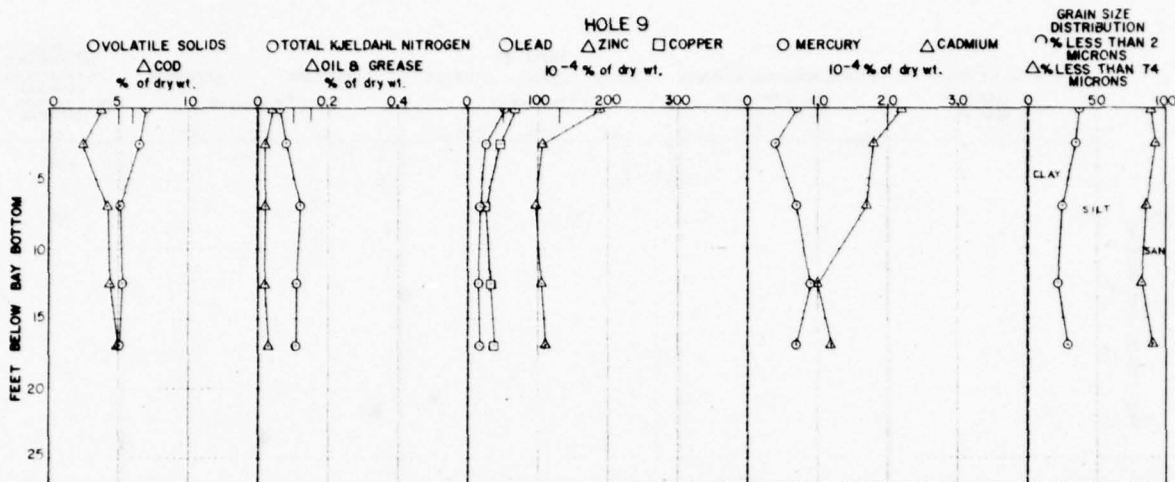 HOLE 9
○ VOLATILE SOLIDS
△ COD
% of dry wt.
○ TOTAL KJELDAHL NITROGEN
△ OIL & GREASE
% of dry wt.
○ LEAD △ ZINC □ COPPER
10⁻⁴ % of dry wt.
○ MERCURY △ CADMIUM
10⁻⁴ % of dry wt.
GRAIN SIZE
DISTRIBUTION
○ % LESS THAN 2
MICRONS
△ % LESS THAN 74
MICRONS
0 5 10
0 0.2 0.4
0 100 200 300
0 1.0 2.0 3.0
0 50 100
FEET BELOW BAY BOTTOM
5
10
15
20
25
CLAY
SILT
SAN